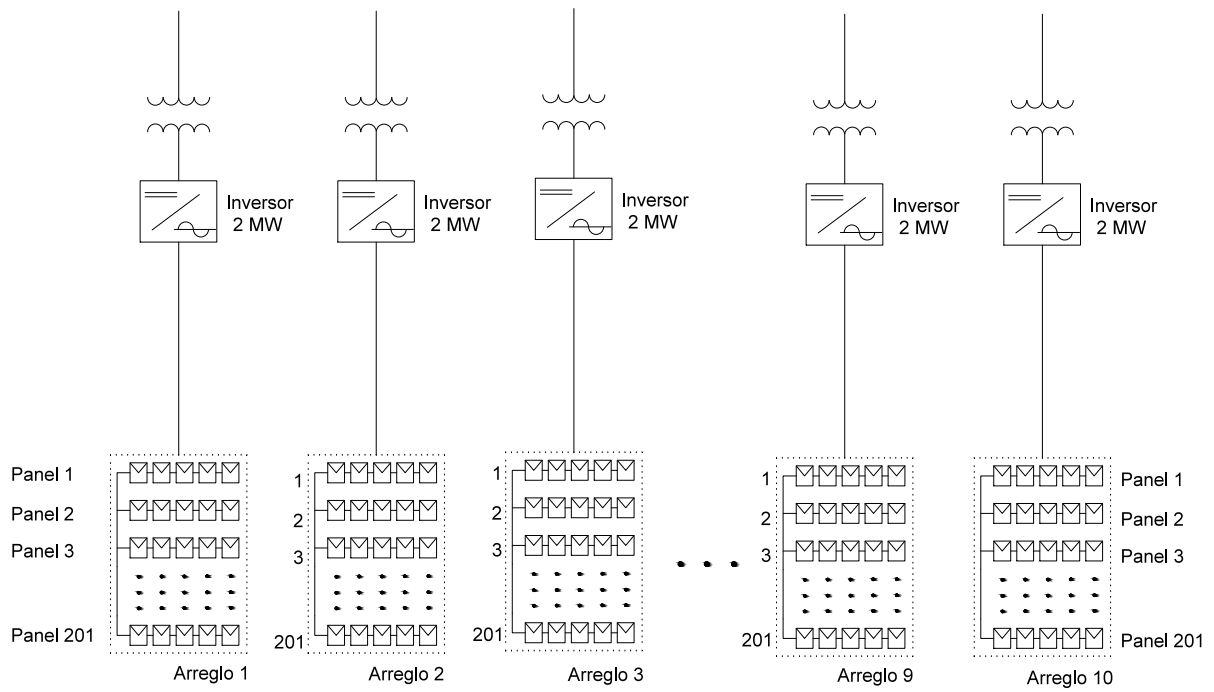 Inversor
2 MW
Inversor
2 MW
Inversor
2 MW
Inversor
2 MW
Inversor
2 MW
Panel 1
Panel 2
Panel 3
Panel 201
Arreglo 1
1
2
3
201
Arreglo 2
1
2
3
201
Arreglo 3
1
2
3
201
Arreglo 9
Panel 1
Panel 2
Panel 3
Panel 201
Arreglo 10